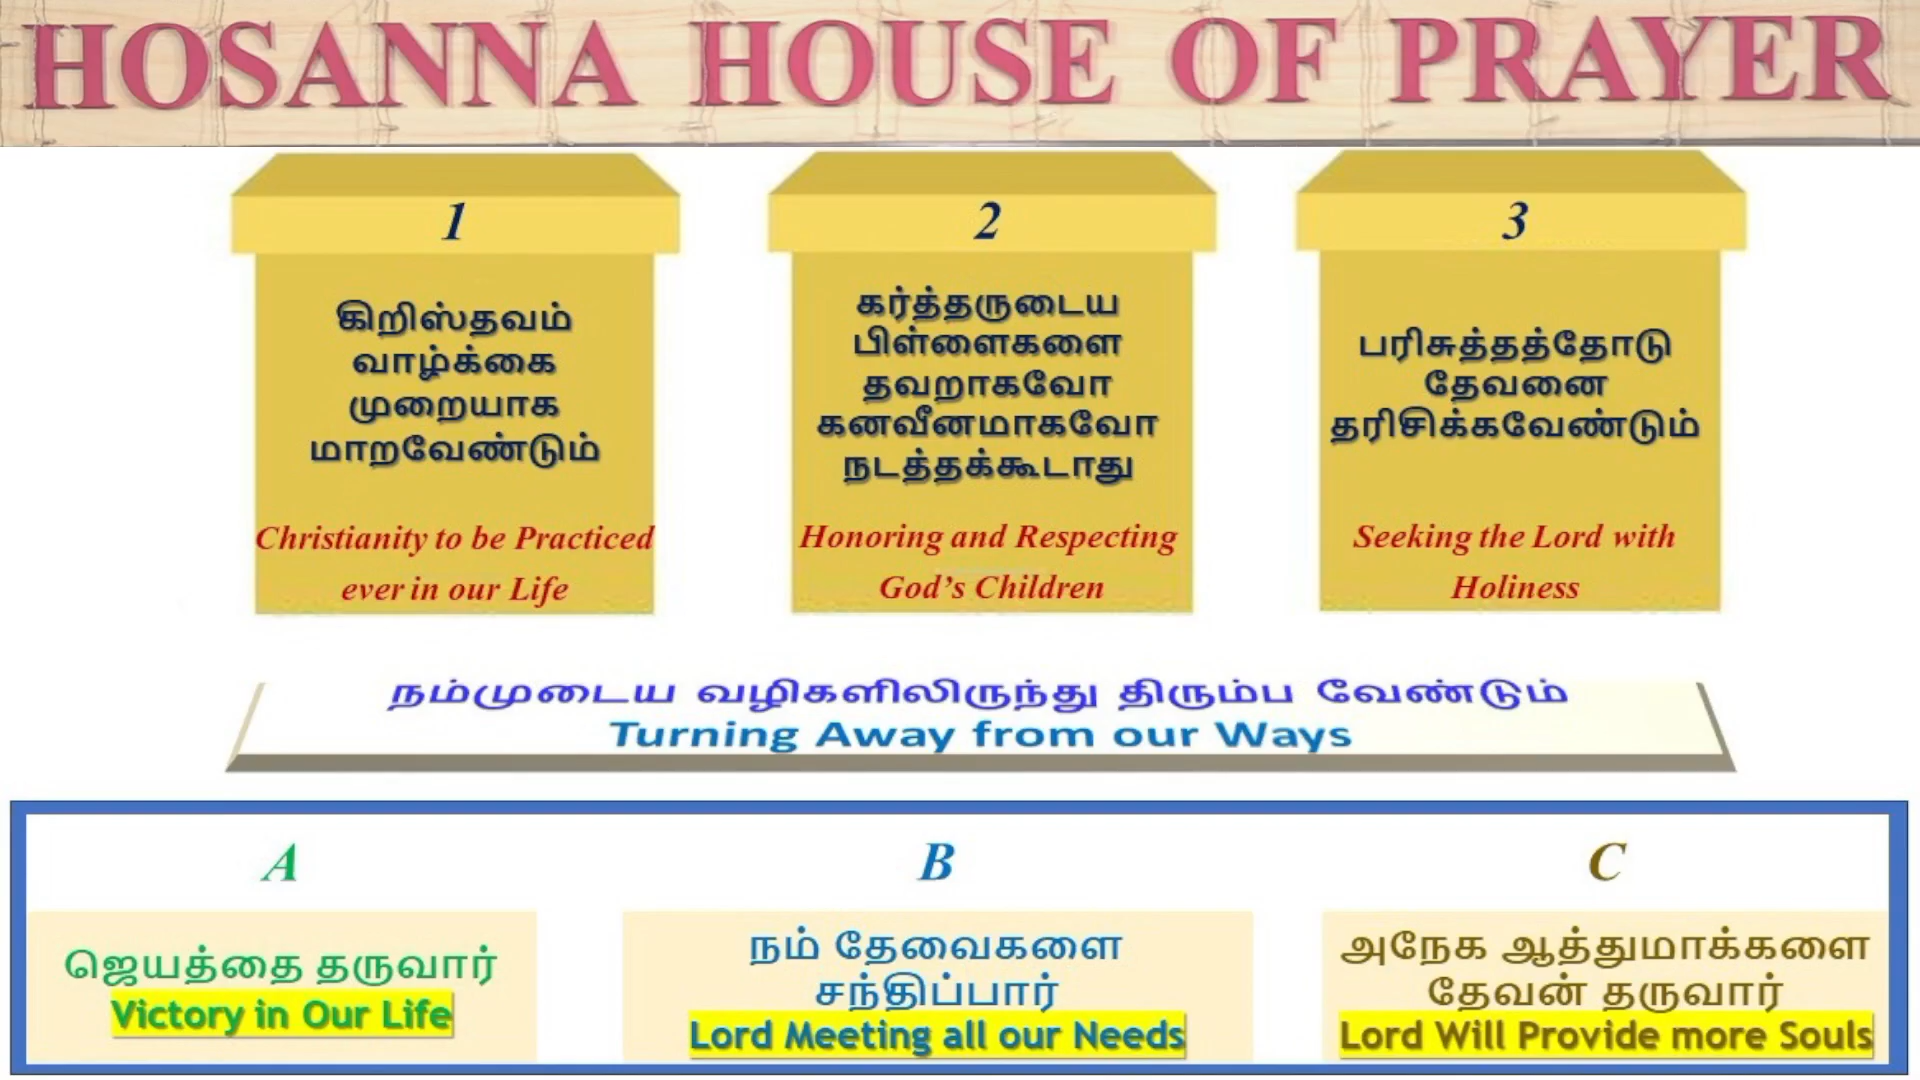 HOSANNA HOUSE OF PRAYER
1
கிறிஸ்தவம்
வாழ்க்கை
முறையாக
மாறவேண்டும்
Christianity to be Practiced
ever in our Life
2
கர்த்தருடைய
பிள்ளைகளை
தவறாகவோ
கனவீனமாகவோ
நடத்தக்கூடாது
Honoring and Respecting
God's Children
3
பரிசுத்தத்தோடு
தேவனை
தரிசிக்கவேண்டும்
Seeking the Lord with
Holiness
நம்முடைய வழிகளிலிருந்து திரும்ப வேண்டும்
Turning Away from our Ways
A
ஜெயத்தை தருவார்
Victory in Our Life
B
நம் தேவைகளை
சந்திப்பார்
Lord Meeting all our Needs
C
அநேக ஆத்துமாக்களை
தேவன் தருவார்
Lord Will Provide more Souls